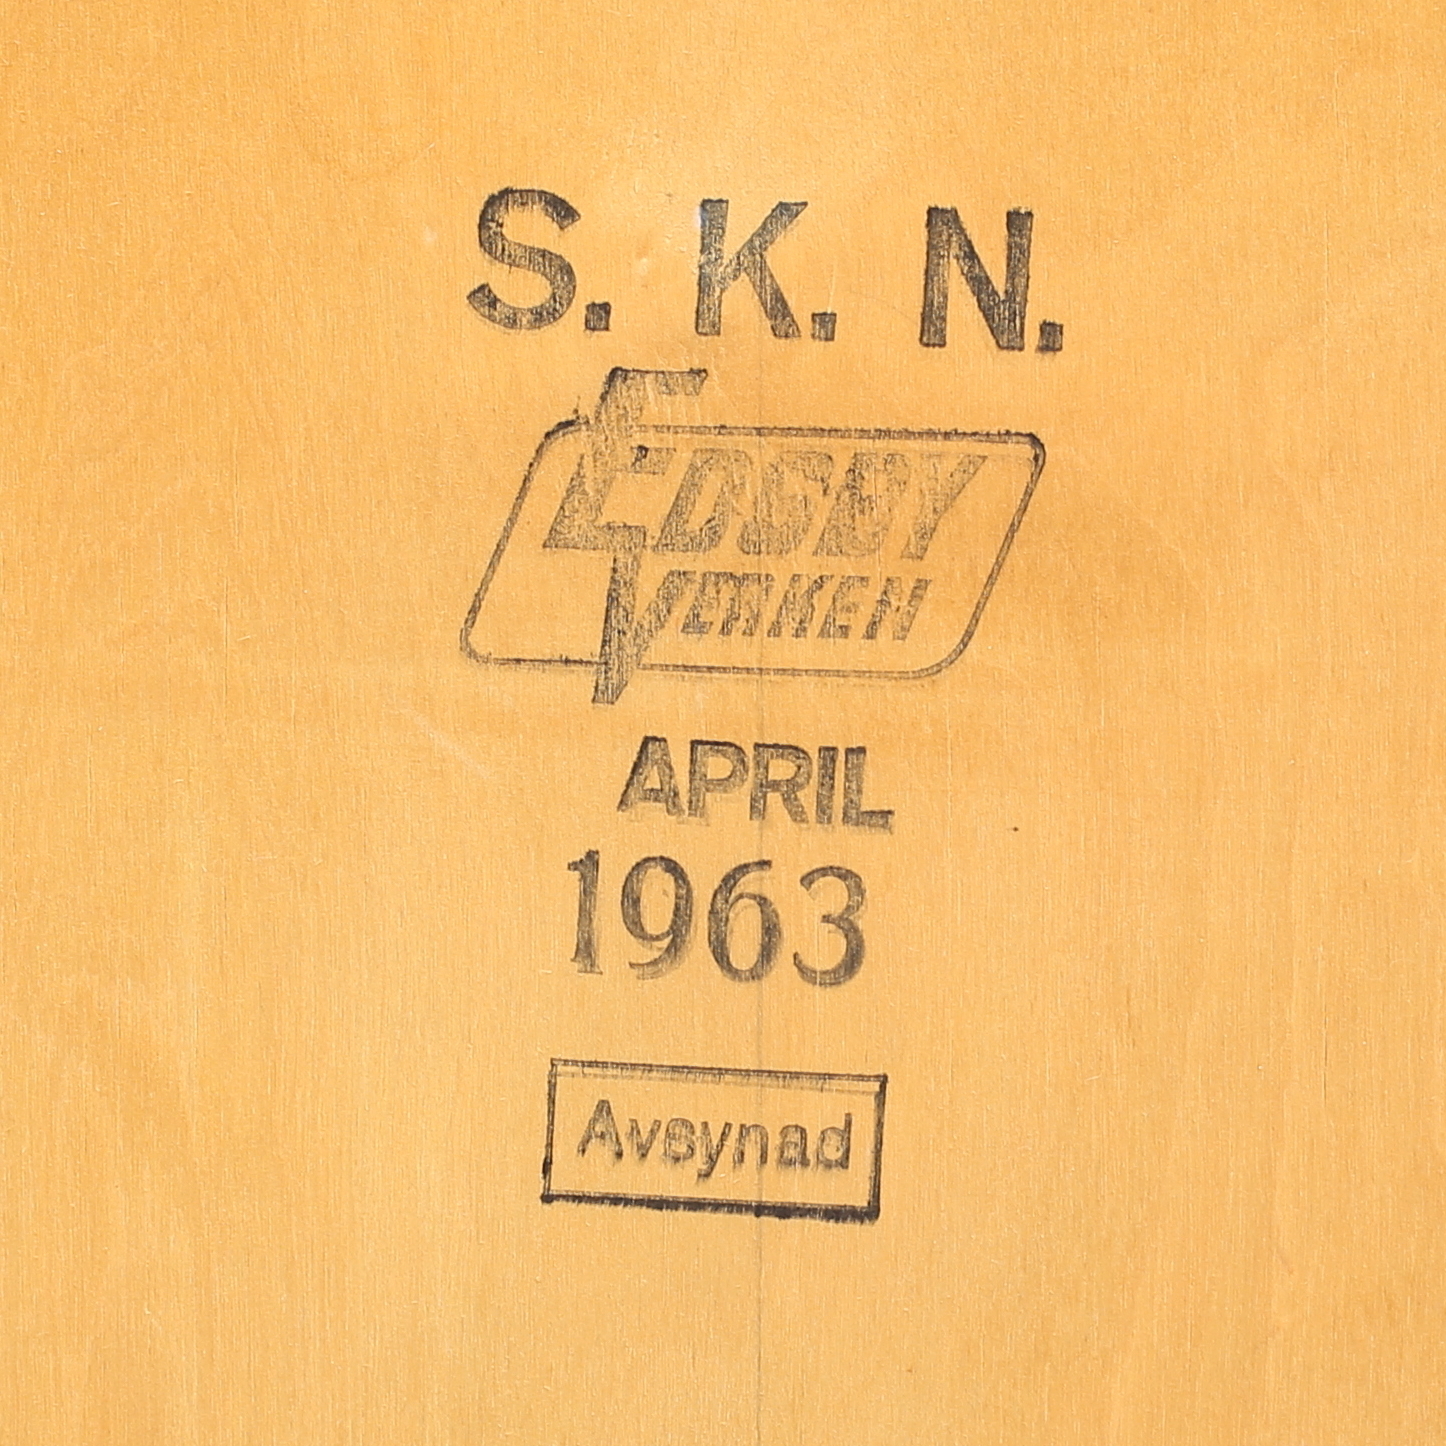 S. K. N.
EDSBY
VERKEN
APRIL
1963
Avsynad